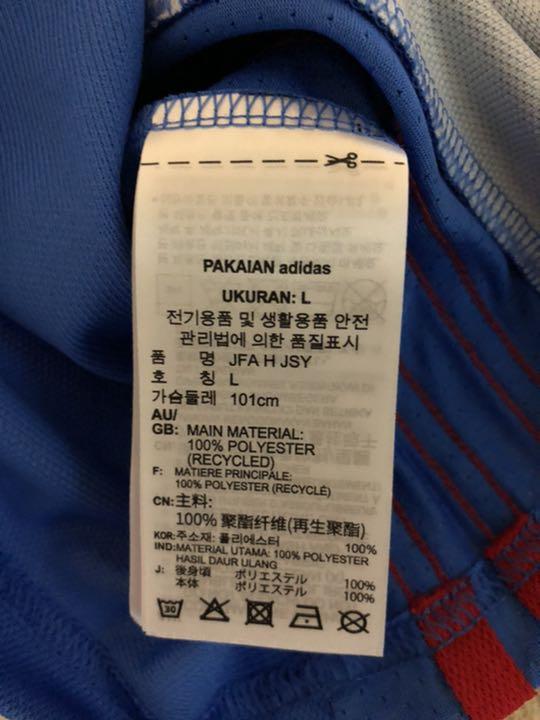 PAKAIAN adidas
UKURAN: L
전기용품 및 생활용품 안전
관리법에 의한 품질표시
품 명 JFA H JSY
호 칭 L
가슴둘레 101cm
AU/
GB: MAIN MATERIAL:
100% POLYESTER
(RECYCLED)
F: MATIERE PRINCIPALE:
100% POLYESTER (RECYCLÉ)
CN: 主料:
100% 聚酯纤维(再生聚酯)
KOR: 주소재: 폴리에스터 100%
IND: MATERIAL UTAMA: 100% POLYESTER
HASIL DAUR ULANG
J: 後身頃 ポリエステル 100%
本体 ポリエステル 100%
30